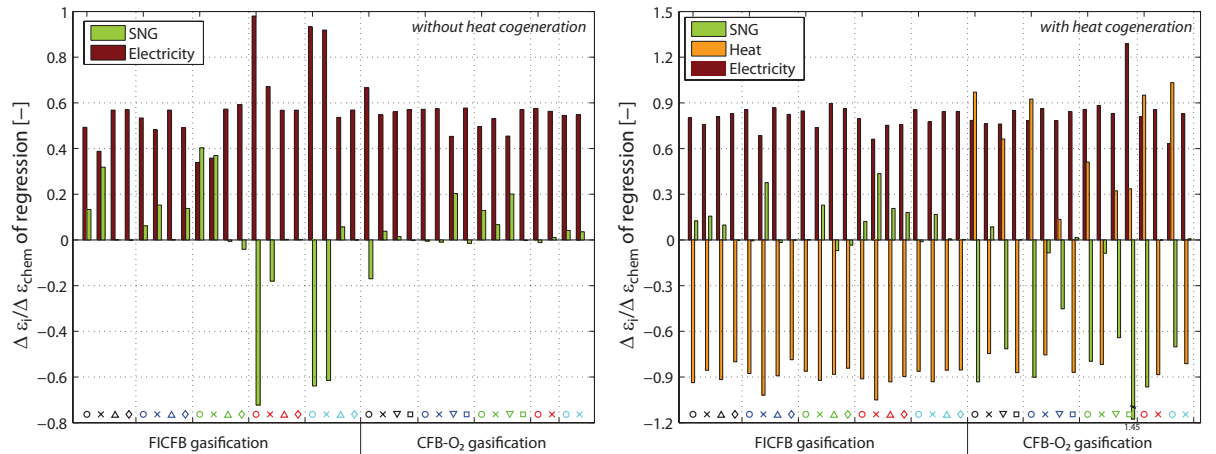 without heat cogeneration
SNG
Electricity
Δ ε_i/Δ ε_chem of regression [−]
1
0.8
0.6
0.4
0.2
0
−0.2
−0.4
−0.6
−0.8
FICFB gasification
CFB-O₂ gasification
with heat cogeneration
SNG
Heat
Electricity
Δ ε_i/Δ ε_chem of regression [−]
1.5
1.2
0.9
0.6
0.3
0
−0.3
−0.6
−0.9
−1.2
1.45
FICFB gasification
CFB-O₂ gasification